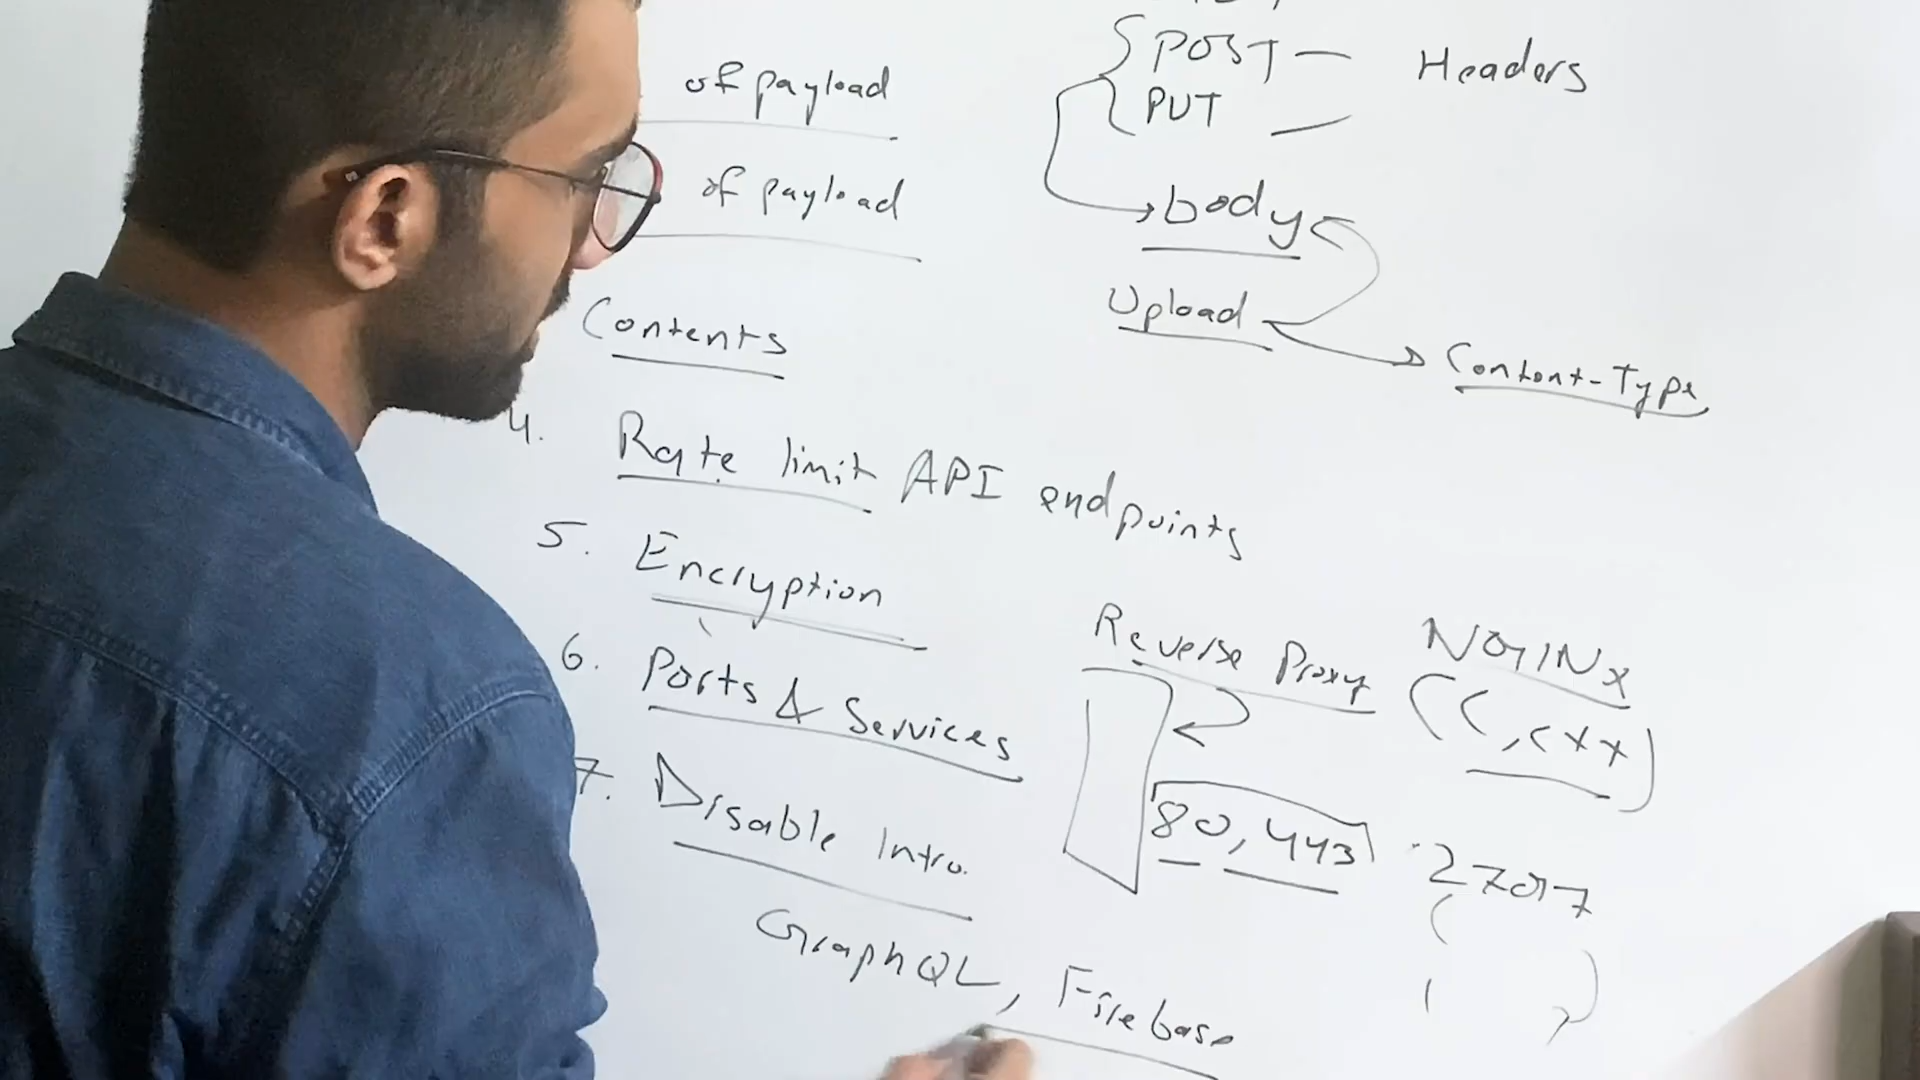 of payload
of payload
Contents
4. Rate limit API endpoints
5. Encryption
6. Ports & Services
7. Disable Intro.
GraphQL, Firebase
POST — Headers
PUT —
body
Upload
Content-Type
Reverse Proxy
NGINX
(C, C++)
80, 443
27017